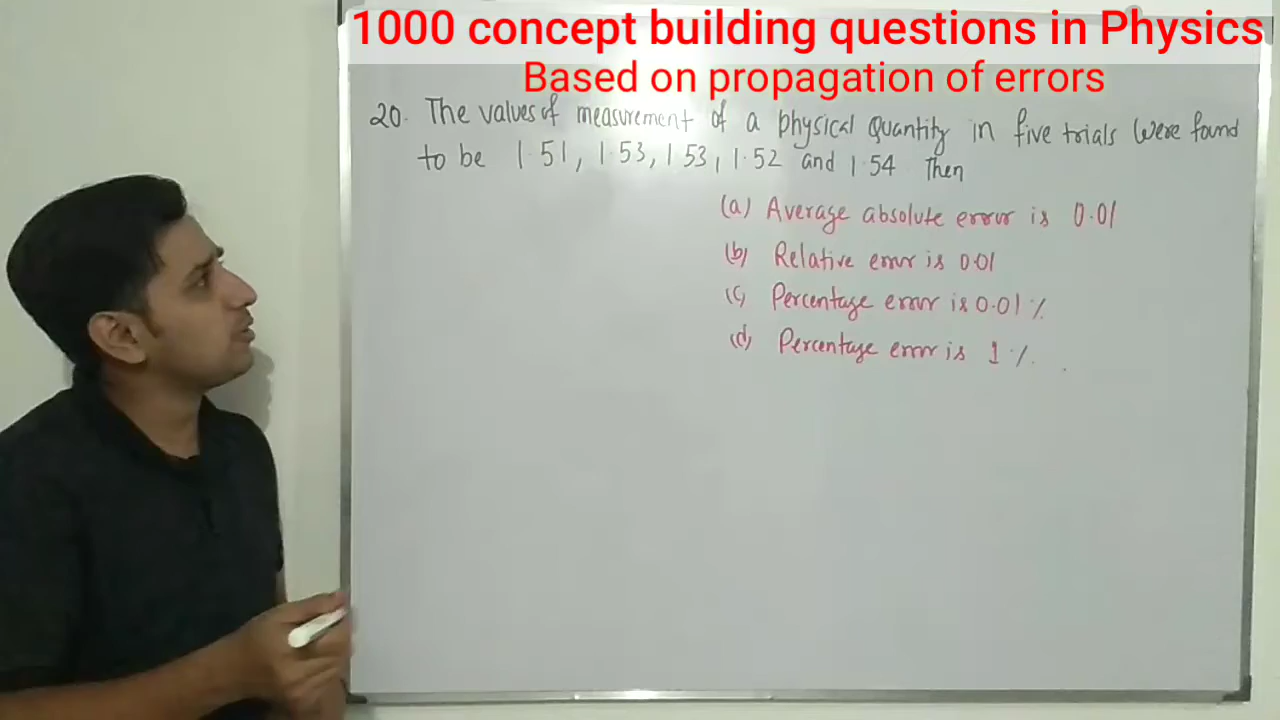 1000 concept building questions in Physics
Based on propagation of errors
20. The values of measurement of a physical Quantity in five trials were found
to be 1.51, 1.53, 1.53, 1.52 and 1.54 Then
(a) Average absolute error is 0.01
(b) Relative error is 0.01
(c) Percentage error is 0.01%
(d) Percentage error is 1%